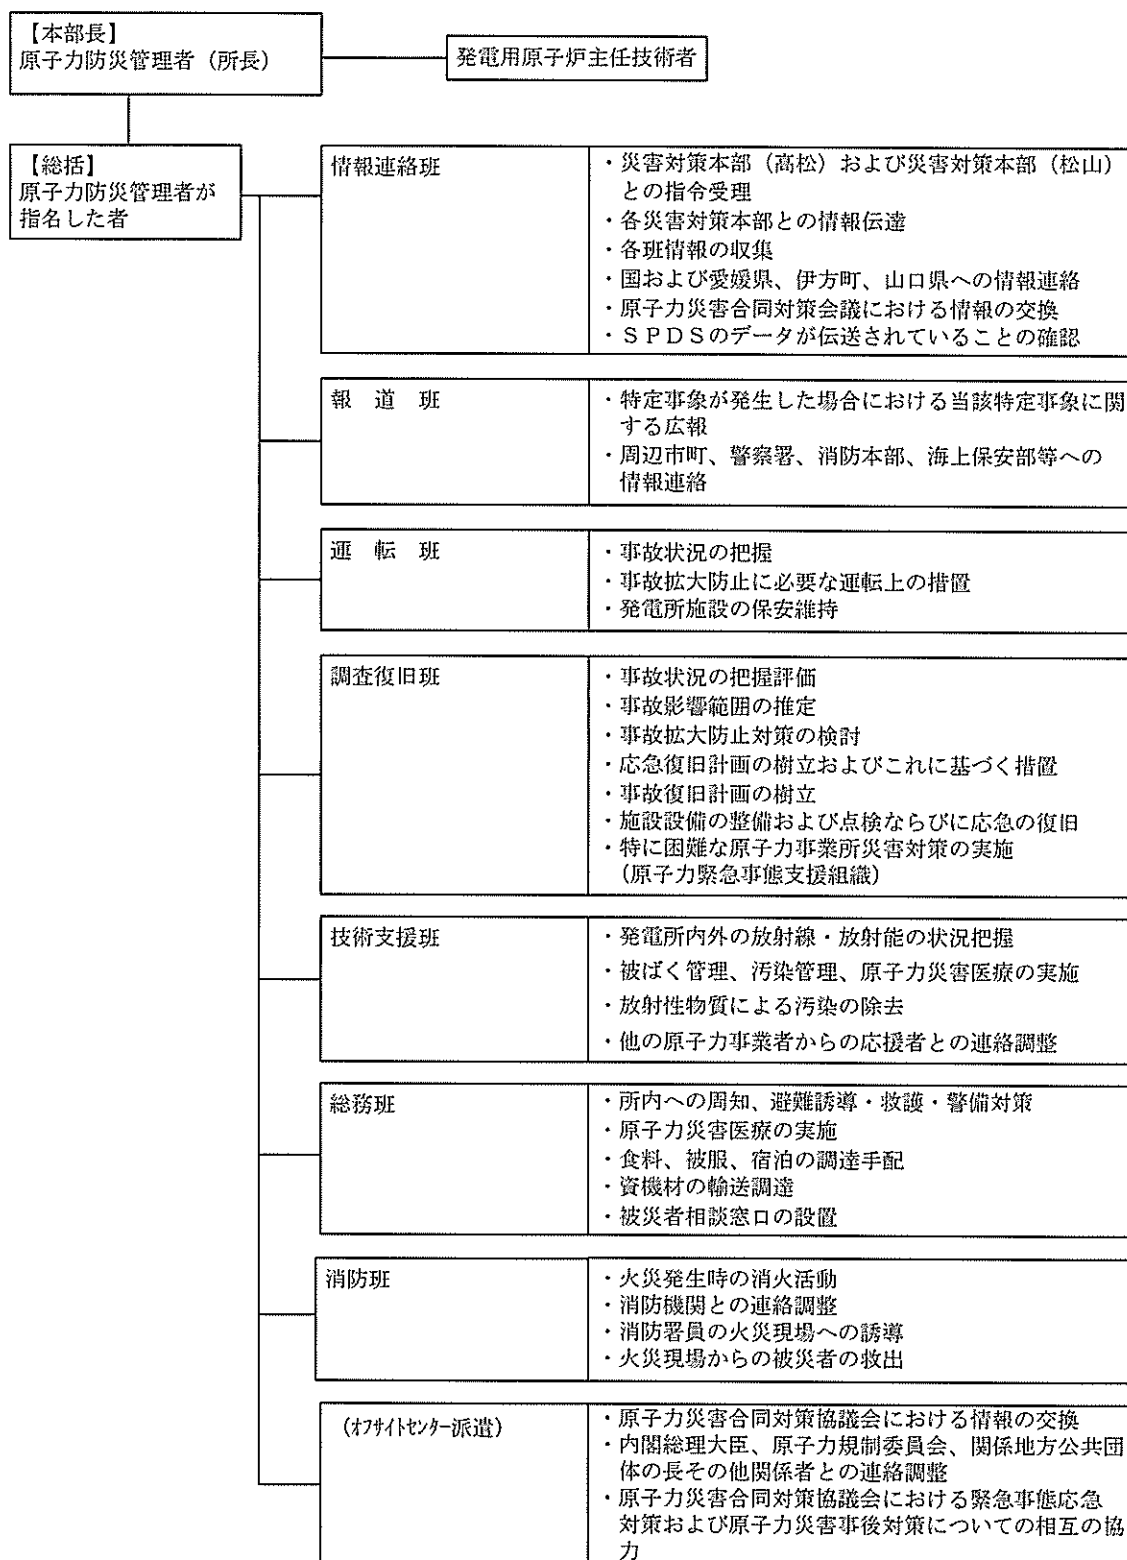 【本部長】
原子力防災管理者（所長）
発電用原子炉主任技術者
【総括】
原子力防災管理者が
指名した者
情報連絡班
・災害対策本部（高松）および災害対策本部（松山）
との指令受理
・各災害対策本部との情報伝達
・各班情報の収集
・国および愛媛県、伊方町、山口県への情報連絡
・原子力災害合同対策会議における情報の交換
・ＳＰＤＳのデータが伝送されていることの確認
報　道　班
・特定事象が発生した場合における当該特定事象に関
する広報
・周辺市町、警察署、消防本部、海上保安部等への
情報連絡
運　転　班
・事故状況の把握
・事故拡大防止に必要な運転上の措置
・発電所施設の保安維持
調査復旧班
・事故状況の把握評価
・事故影響範囲の推定
・事故拡大防止対策の検討
・応急復旧計画の樹立およびこれに基づく措置
・事故復旧計画の樹立
・施設設備の整備および点検ならびに応急の復旧
・特に困難な原子力事業所災害対策の実施
（原子力緊急事態支援組織）
技術支援班
・発電所内外の放射線・放射能の状況把握
・被ばく管理、汚染管理、原子力災害医療の実施
・放射性物質による汚染の除去
・他の原子力事業者からの応援者との連絡調整
総務班
・所内への周知、避難誘導・救護・警備対策
・原子力災害医療の実施
・食料、被服、宿泊の調達手配
・資機材の輸送調達
・被災者相談窓口の設置
消防班
・火災発生時の消火活動
・消防機関との連絡調整
・消防署員の火災現場への誘導
・火災現場からの被災者の救出
（ｵﾌｻｲﾄｾﾝﾀｰ派遣）
・原子力災害合同対策協議会における情報の交換
・内閣総理大臣、原子力規制委員会、関係地方公共団
体の長その他関係者との連絡調整
・原子力災害合同対策協議会における緊急事態応急
対策および原子力災害事後対策についての相互の協
力